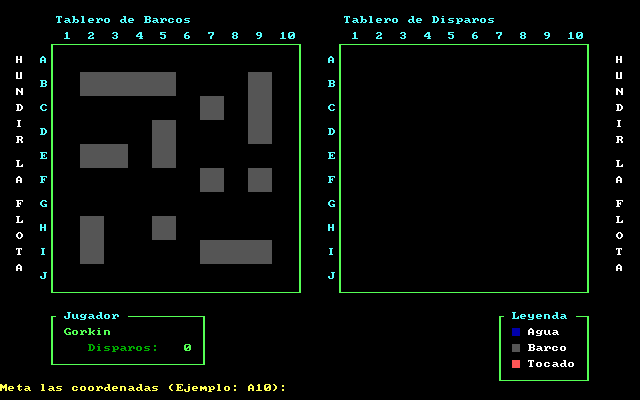 Tablero de Barcos
Tablero de Disparos
1 2 3 4 5 6 7 8 9 10
1 2 3 4 5 6 7 8 9 10
HUNDIR LA FLOTA
A
B
C
D
E
F
G
H
I
J
A
B
C
D
E
F
G
H
I
J
HUNDIR LA FLOTA
Jugador
Gorkin
Disparos: 0
Leyenda
Agua
Barco
Tocado
Meta las coordenadas (Ejemplo: A10):